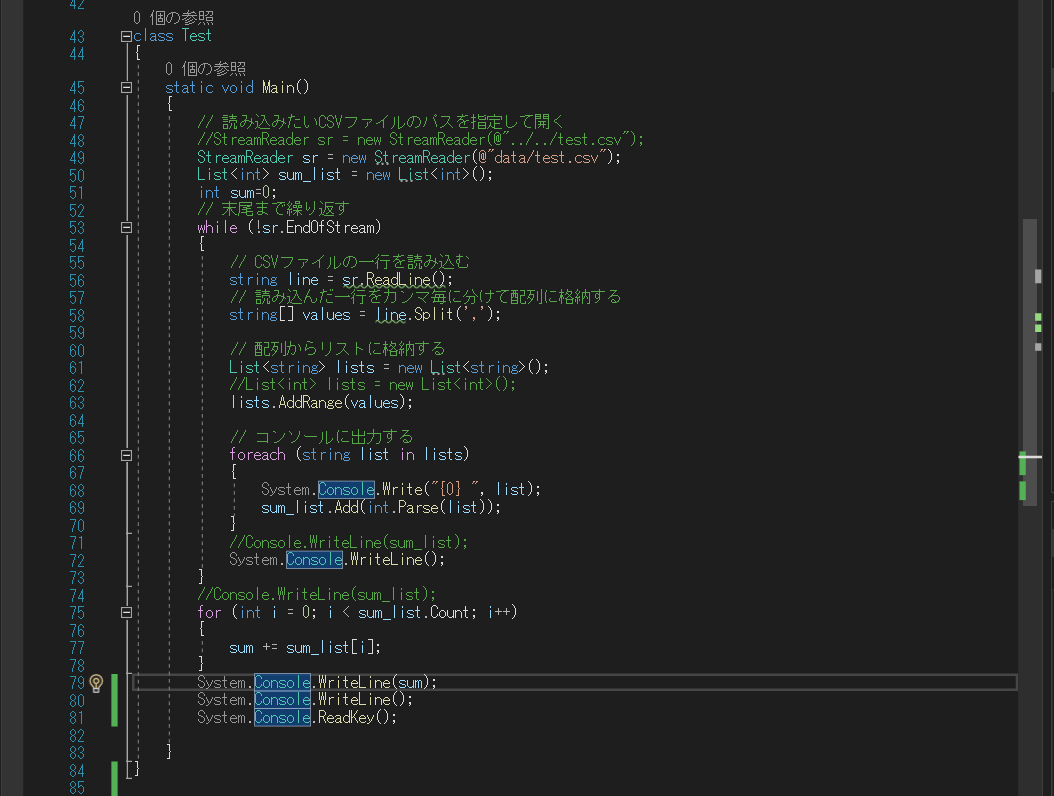 42
0 個の参照
43 class Test
44 {
0 個の参照
45 static void Main()
46 {
47 // 読み込みたいCSVファイルのパスを指定して開く
48 //StreamReader sr = new StreamReader(@"../../test.csv");
49 StreamReader sr = new StreamReader(@"data/test.csv");
50 List<int> sum_list = new List<int>();
51 int sum=0;
52 // 末尾まで繰り返す
53 while (!sr.EndOfStream)
54 {
55 // CSVファイルの一行を読み込む
56 string line = sr.ReadLine();
57 // 読み込んだ一行をカンマ毎に分けて配列に格納する
58 string[] values = line.Split(',');
59
60 // 配列からリストに格納する
61 List<string> lists = new List<string>();
62 //List<int> lists = new List<int>();
63 lists.AddRange(values);
64
65 // コンソールに出力する
66 foreach (string list in lists)
67 {
68 System.Console.Write("{0} ", list);
69 sum_list.Add(int.Parse(list));
70 }
71 //Console.WriteLine(sum_list);
72 System.Console.WriteLine();
73 }
74 //Console.WriteLine(sum_list);
75 for (int i = 0; i < sum_list.Count; i++)
76 {
77 sum += sum_list[i];
78 }
79 System.Console.WriteLine(sum);
80 System.Console.WriteLine();
81 System.Console.ReadKey();
82
83 }
84 }
85